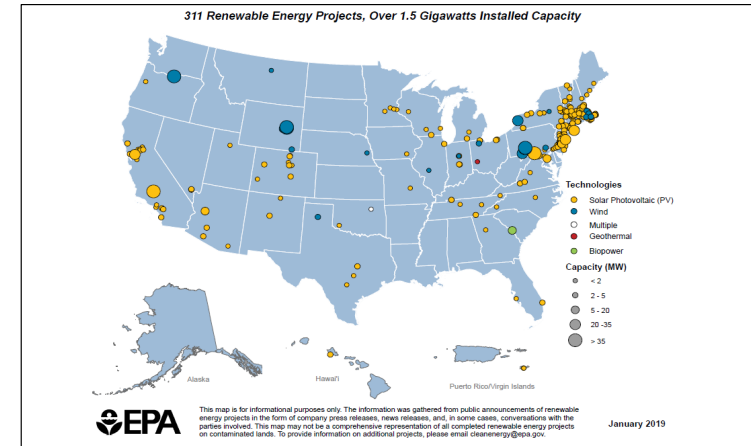 311 Renewable Energy Projects, Over 1.5 Gigawatts Installed Capacity
Technologies
Solar Photovoltaic (PV)
Wind
Multiple
Geothermal
Biopower
Capacity (MW)
< 2
2 - 5
5 - 20
20 -35
> 35
Alaska
Hawai'i
Puerto Rico/Virgin Islands
EPA
This map is for informational purposes only. The information was gathered from public announcements of renewable
energy projects in the form of company press releases, news releases, and, in some cases, conversations with the
parties involved. This map may not be a comprehensive representation of all completed renewable energy projects
on contaminated lands. To provide information on additional projects, please email cleanenergy@epa.gov.
January 2019